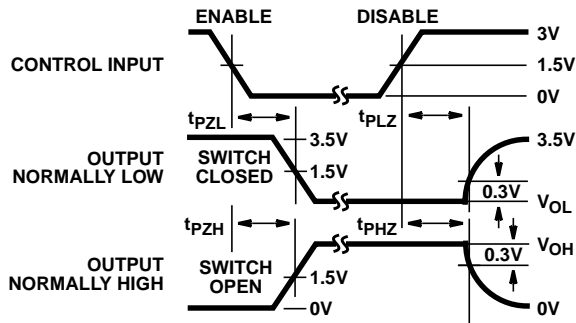 ENABLE DISABLE
3V
CONTROL INPUT 1.5V
0V
tPZL tPLZ
3.5V 3.5V
OUTPUT NORMALLY LOW
SWITCH CLOSED
1.5V
0.3V
VOL
tPZH tPHZ
VOH
OUTPUT NORMALLY HIGH
SWITCH OPEN
0.3V
1.5V
0V 0V